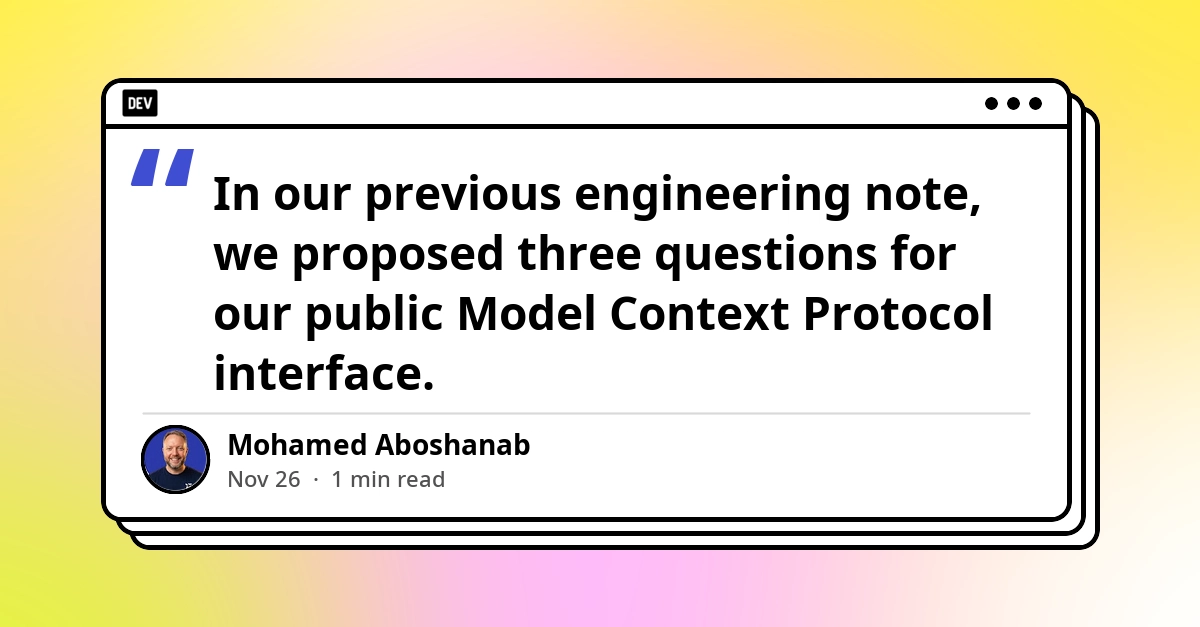 DEV
In our previous engineering note,
we proposed three questions for
our public Model Context Protocol
interface.
Mohamed Aboshanab
Nov 26 · 1 min read